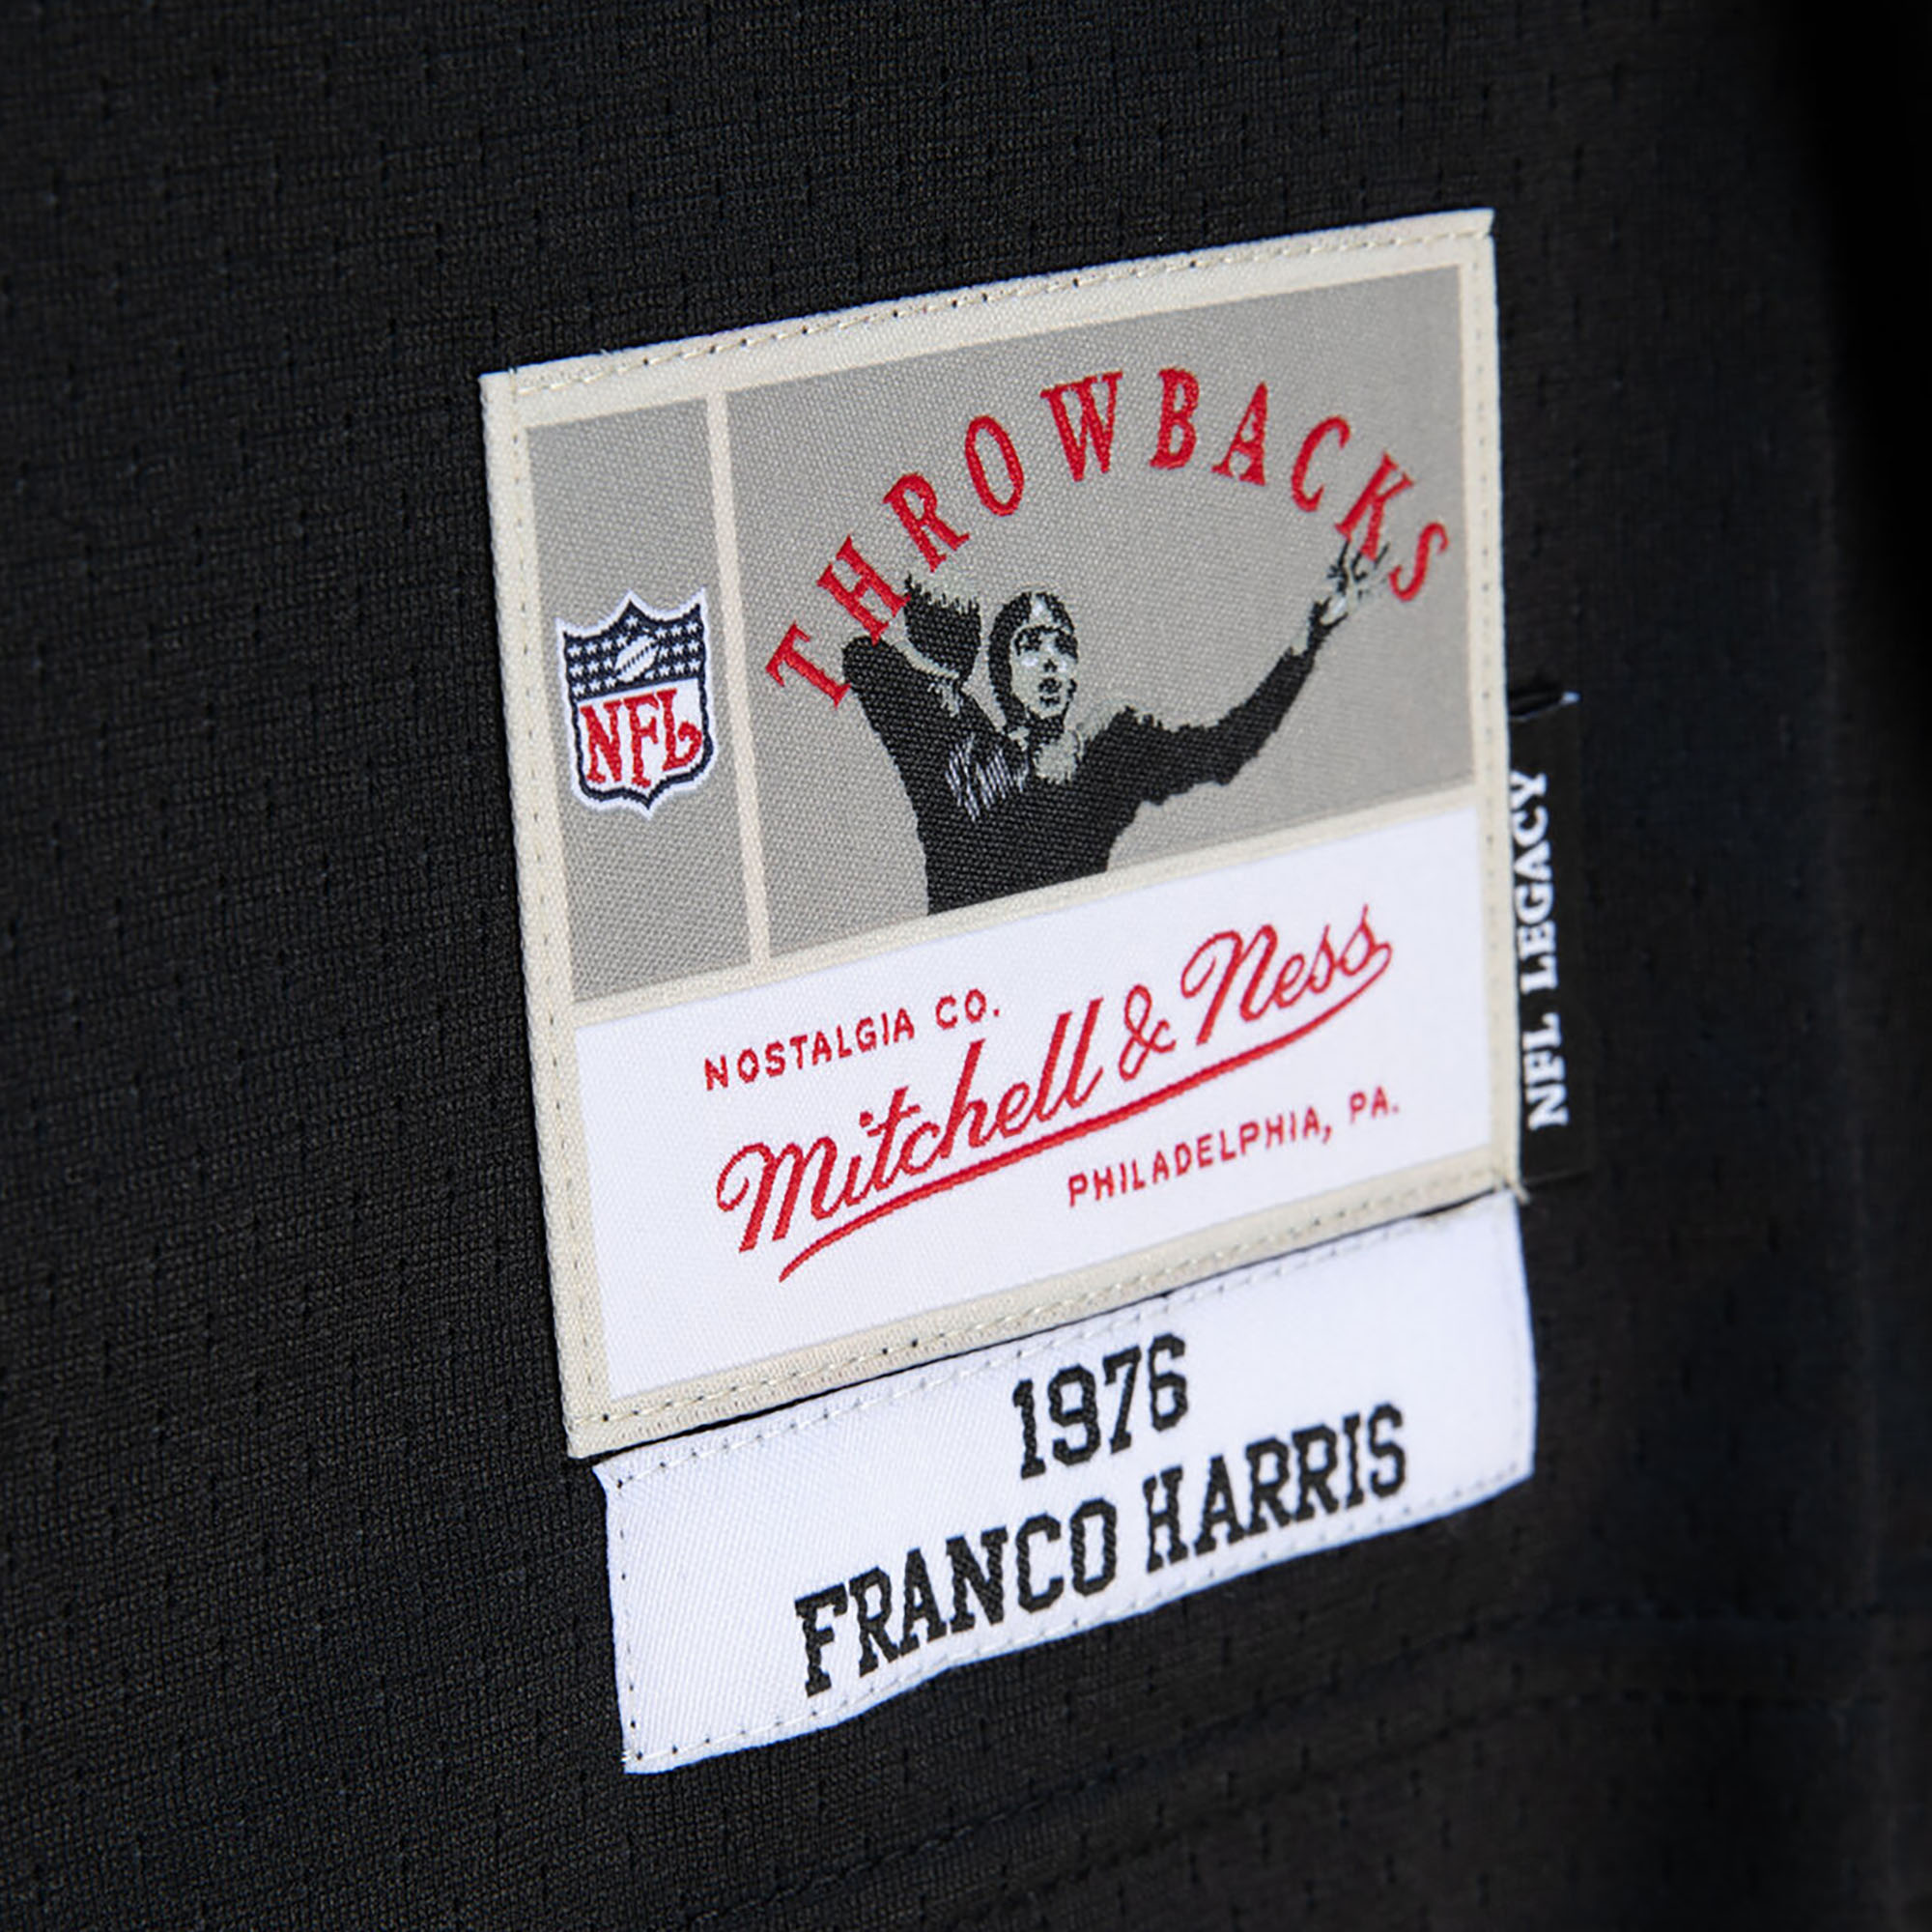 THROWBACKS
NFL
NOSTALGIA CO.
Mitchell & Ness
PHILADELPHIA, PA.
NFL LEGACY
1976
FRANCO HARRIS